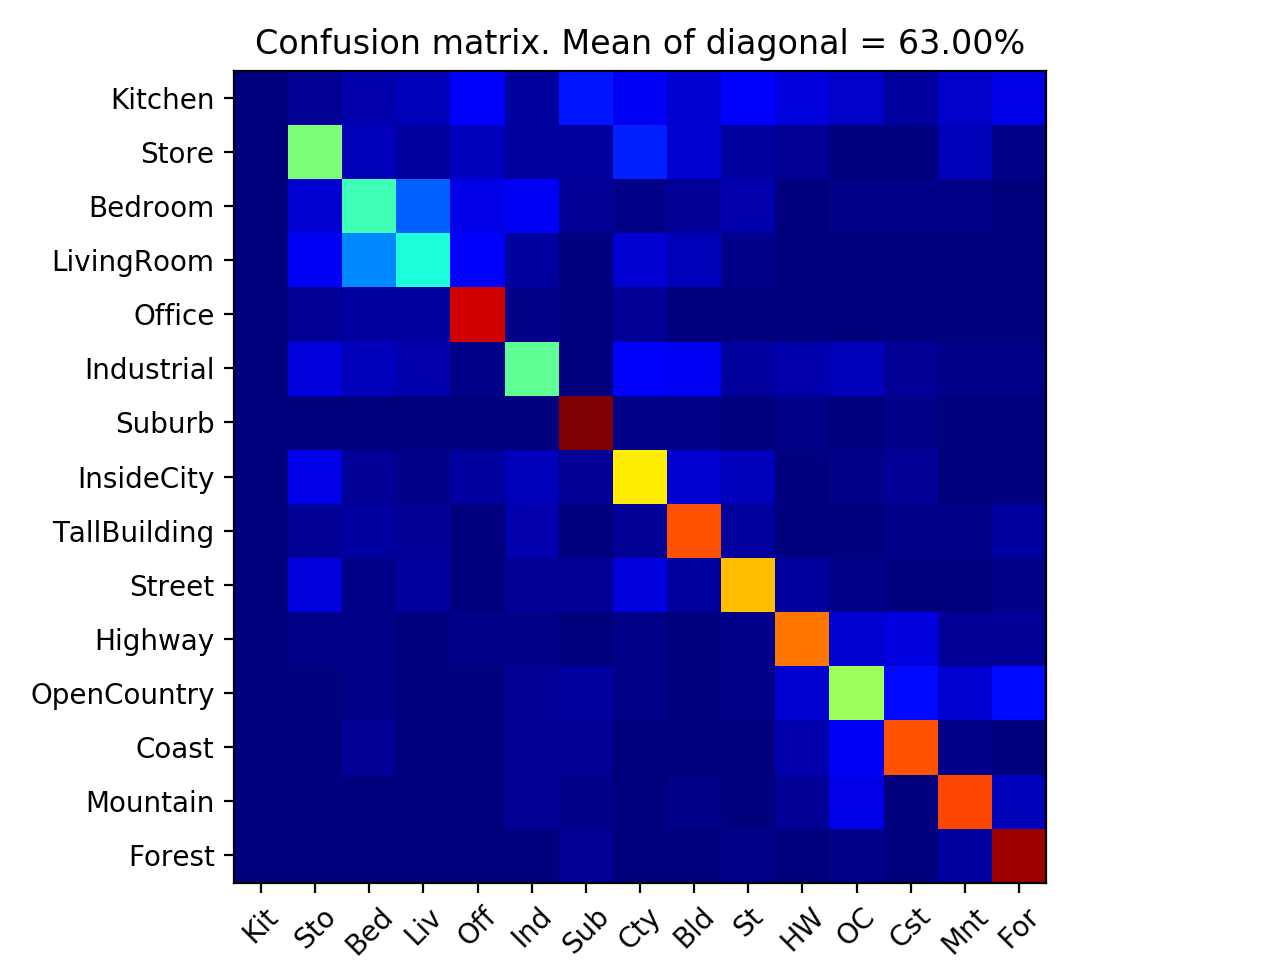 Confusion matrix. Mean of diagonal = 63.00%
Kitchen
Store
Bedroom
LivingRoom
Office
Industrial
Suburb
InsideCity
TallBuilding
Street
Highway
OpenCountry
Coast
Mountain
Forest
Kit Sto Bed Liv Off Ind Sub Cty Bld St HW OC Cst Mnt For